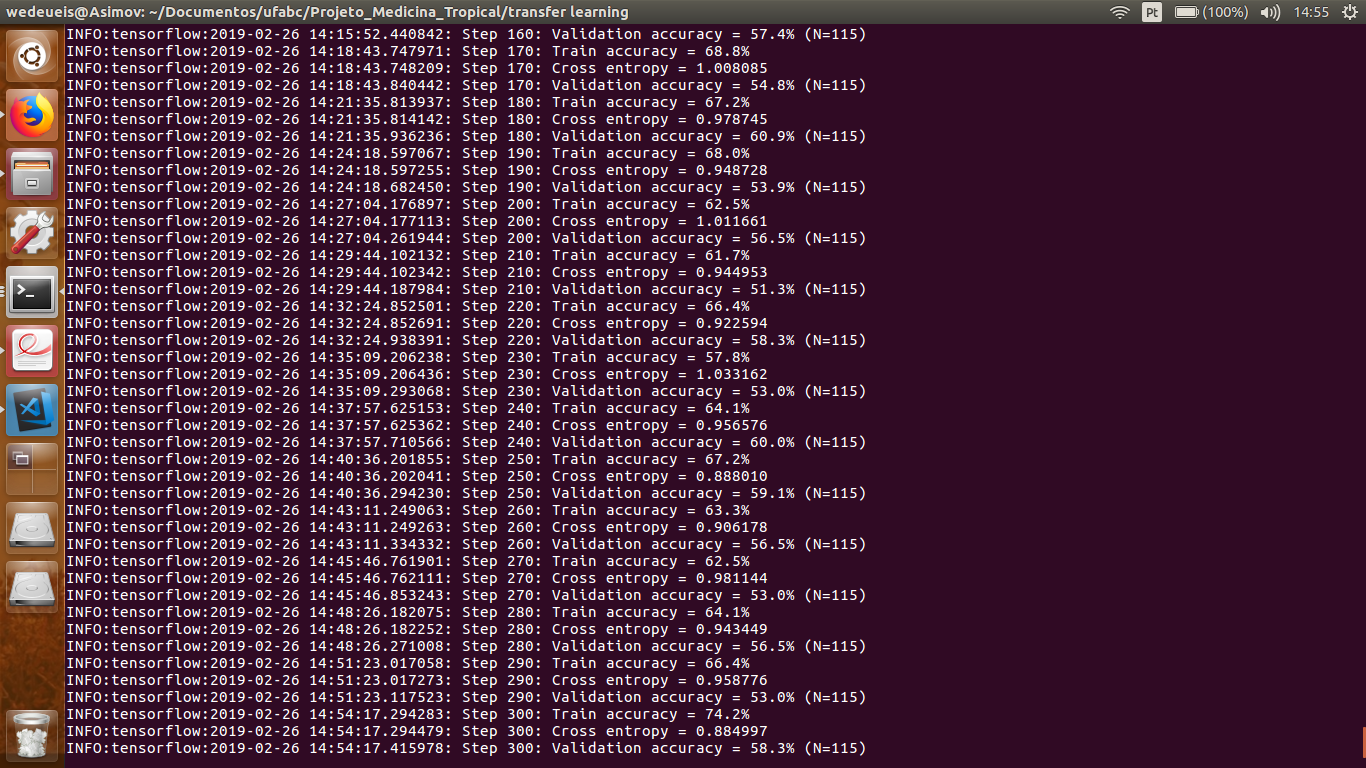 wedeueis@Asimov: ~/Documentos/ufabc/Projeto_Medicina_Tropical/transfer learning
Pt
(100%)
14:55
INFO:tensorflow:2019-02-26 14:15:52.440842: Step 160: Validation accuracy = 57.4% (N=115)
INFO:tensorflow:2019-02-26 14:18:43.747971: Step 170: Train accuracy = 68.8%
INFO:tensorflow:2019-02-26 14:18:43.748209: Step 170: Cross entropy = 1.008085
INFO:tensorflow:2019-02-26 14:18:43.840442: Step 170: Validation accuracy = 54.8% (N=115)
INFO:tensorflow:2019-02-26 14:21:35.813937: Step 180: Train accuracy = 67.2%
INFO:tensorflow:2019-02-26 14:21:35.814142: Step 180: Cross entropy = 0.978745
INFO:tensorflow:2019-02-26 14:21:35.936236: Step 180: Validation accuracy = 60.9% (N=115)
INFO:tensorflow:2019-02-26 14:24:18.597067: Step 190: Train accuracy = 68.0%
INFO:tensorflow:2019-02-26 14:24:18.597255: Step 190: Cross entropy = 0.948728
INFO:tensorflow:2019-02-26 14:24:18.682450: Step 190: Validation accuracy = 53.9% (N=115)
INFO:tensorflow:2019-02-26 14:27:04.176897: Step 200: Train accuracy = 62.5%
INFO:tensorflow:2019-02-26 14:27:04.177113: Step 200: Cross entropy = 1.011661
INFO:tensorflow:2019-02-26 14:27:04.261944: Step 200: Validation accuracy = 56.5% (N=115)
INFO:tensorflow:2019-02-26 14:29:44.102132: Step 210: Train accuracy = 61.7%
INFO:tensorflow:2019-02-26 14:29:44.102342: Step 210: Cross entropy = 0.944953
INFO:tensorflow:2019-02-26 14:29:44.187984: Step 210: Validation accuracy = 51.3% (N=115)
INFO:tensorflow:2019-02-26 14:32:24.852501: Step 220: Train accuracy = 66.4%
INFO:tensorflow:2019-02-26 14:32:24.852691: Step 220: Cross entropy = 0.922594
INFO:tensorflow:2019-02-26 14:32:24.938391: Step 220: Validation accuracy = 58.3% (N=115)
INFO:tensorflow:2019-02-26 14:35:09.206238: Step 230: Train accuracy = 57.8%
INFO:tensorflow:2019-02-26 14:35:09.206436: Step 230: Cross entropy = 1.033162
INFO:tensorflow:2019-02-26 14:35:09.293068: Step 230: Validation accuracy = 53.0% (N=115)
INFO:tensorflow:2019-02-26 14:37:57.625153: Step 240: Train accuracy = 64.1%
INFO:tensorflow:2019-02-26 14:37:57.625362: Step 240: Cross entropy = 0.956576
INFO:tensorflow:2019-02-26 14:37:57.710566: Step 240: Validation accuracy = 60.0% (N=115)
INFO:tensorflow:2019-02-26 14:40:36.201855: Step 250: Train accuracy = 67.2%
INFO:tensorflow:2019-02-26 14:40:36.202041: Step 250: Cross entropy = 0.888010
INFO:tensorflow:2019-02-26 14:40:36.294230: Step 250: Validation accuracy = 59.1% (N=115)
INFO:tensorflow:2019-02-26 14:43:11.249063: Step 260: Train accuracy = 63.3%
INFO:tensorflow:2019-02-26 14:43:11.249263: Step 260: Cross entropy = 0.906178
INFO:tensorflow:2019-02-26 14:43:11.334332: Step 260: Validation accuracy = 56.5% (N=115)
INFO:tensorflow:2019-02-26 14:45:46.761901: Step 270: Train accuracy = 62.5%
INFO:tensorflow:2019-02-26 14:45:46.762111: Step 270: Cross entropy = 0.981144
INFO:tensorflow:2019-02-26 14:45:46.853243: Step 270: Validation accuracy = 53.0% (N=115)
INFO:tensorflow:2019-02-26 14:48:26.182075: Step 280: Train accuracy = 64.1%
INFO:tensorflow:2019-02-26 14:48:26.182252: Step 280: Cross entropy = 0.943449
INFO:tensorflow:2019-02-26 14:48:26.271008: Step 280: Validation accuracy = 56.5% (N=115)
INFO:tensorflow:2019-02-26 14:51:23.017058: Step 290: Train accuracy = 66.4%
INFO:tensorflow:2019-02-26 14:51:23.017273: Step 290: Cross entropy = 0.958776
INFO:tensorflow:2019-02-26 14:51:23.117523: Step 290: Validation accuracy = 53.0% (N=115)
INFO:tensorflow:2019-02-26 14:54:17.294283: Step 300: Train accuracy = 74.2%
INFO:tensorflow:2019-02-26 14:54:17.294479: Step 300: Cross entropy = 0.884997
INFO:tensorflow:2019-02-26 14:54:17.415978: Step 300: Validation accuracy = 58.3% (N=115)